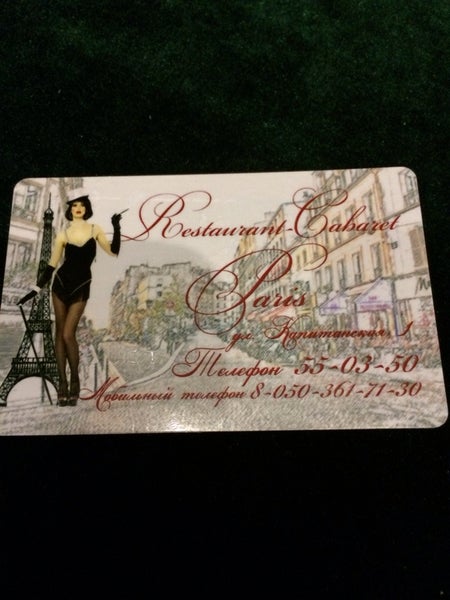 Restaurant-Cabaret
Paris
ул. Капитанская, 1
Телефон 55-03-50
Мобильный телефон 8-050-361-71-30